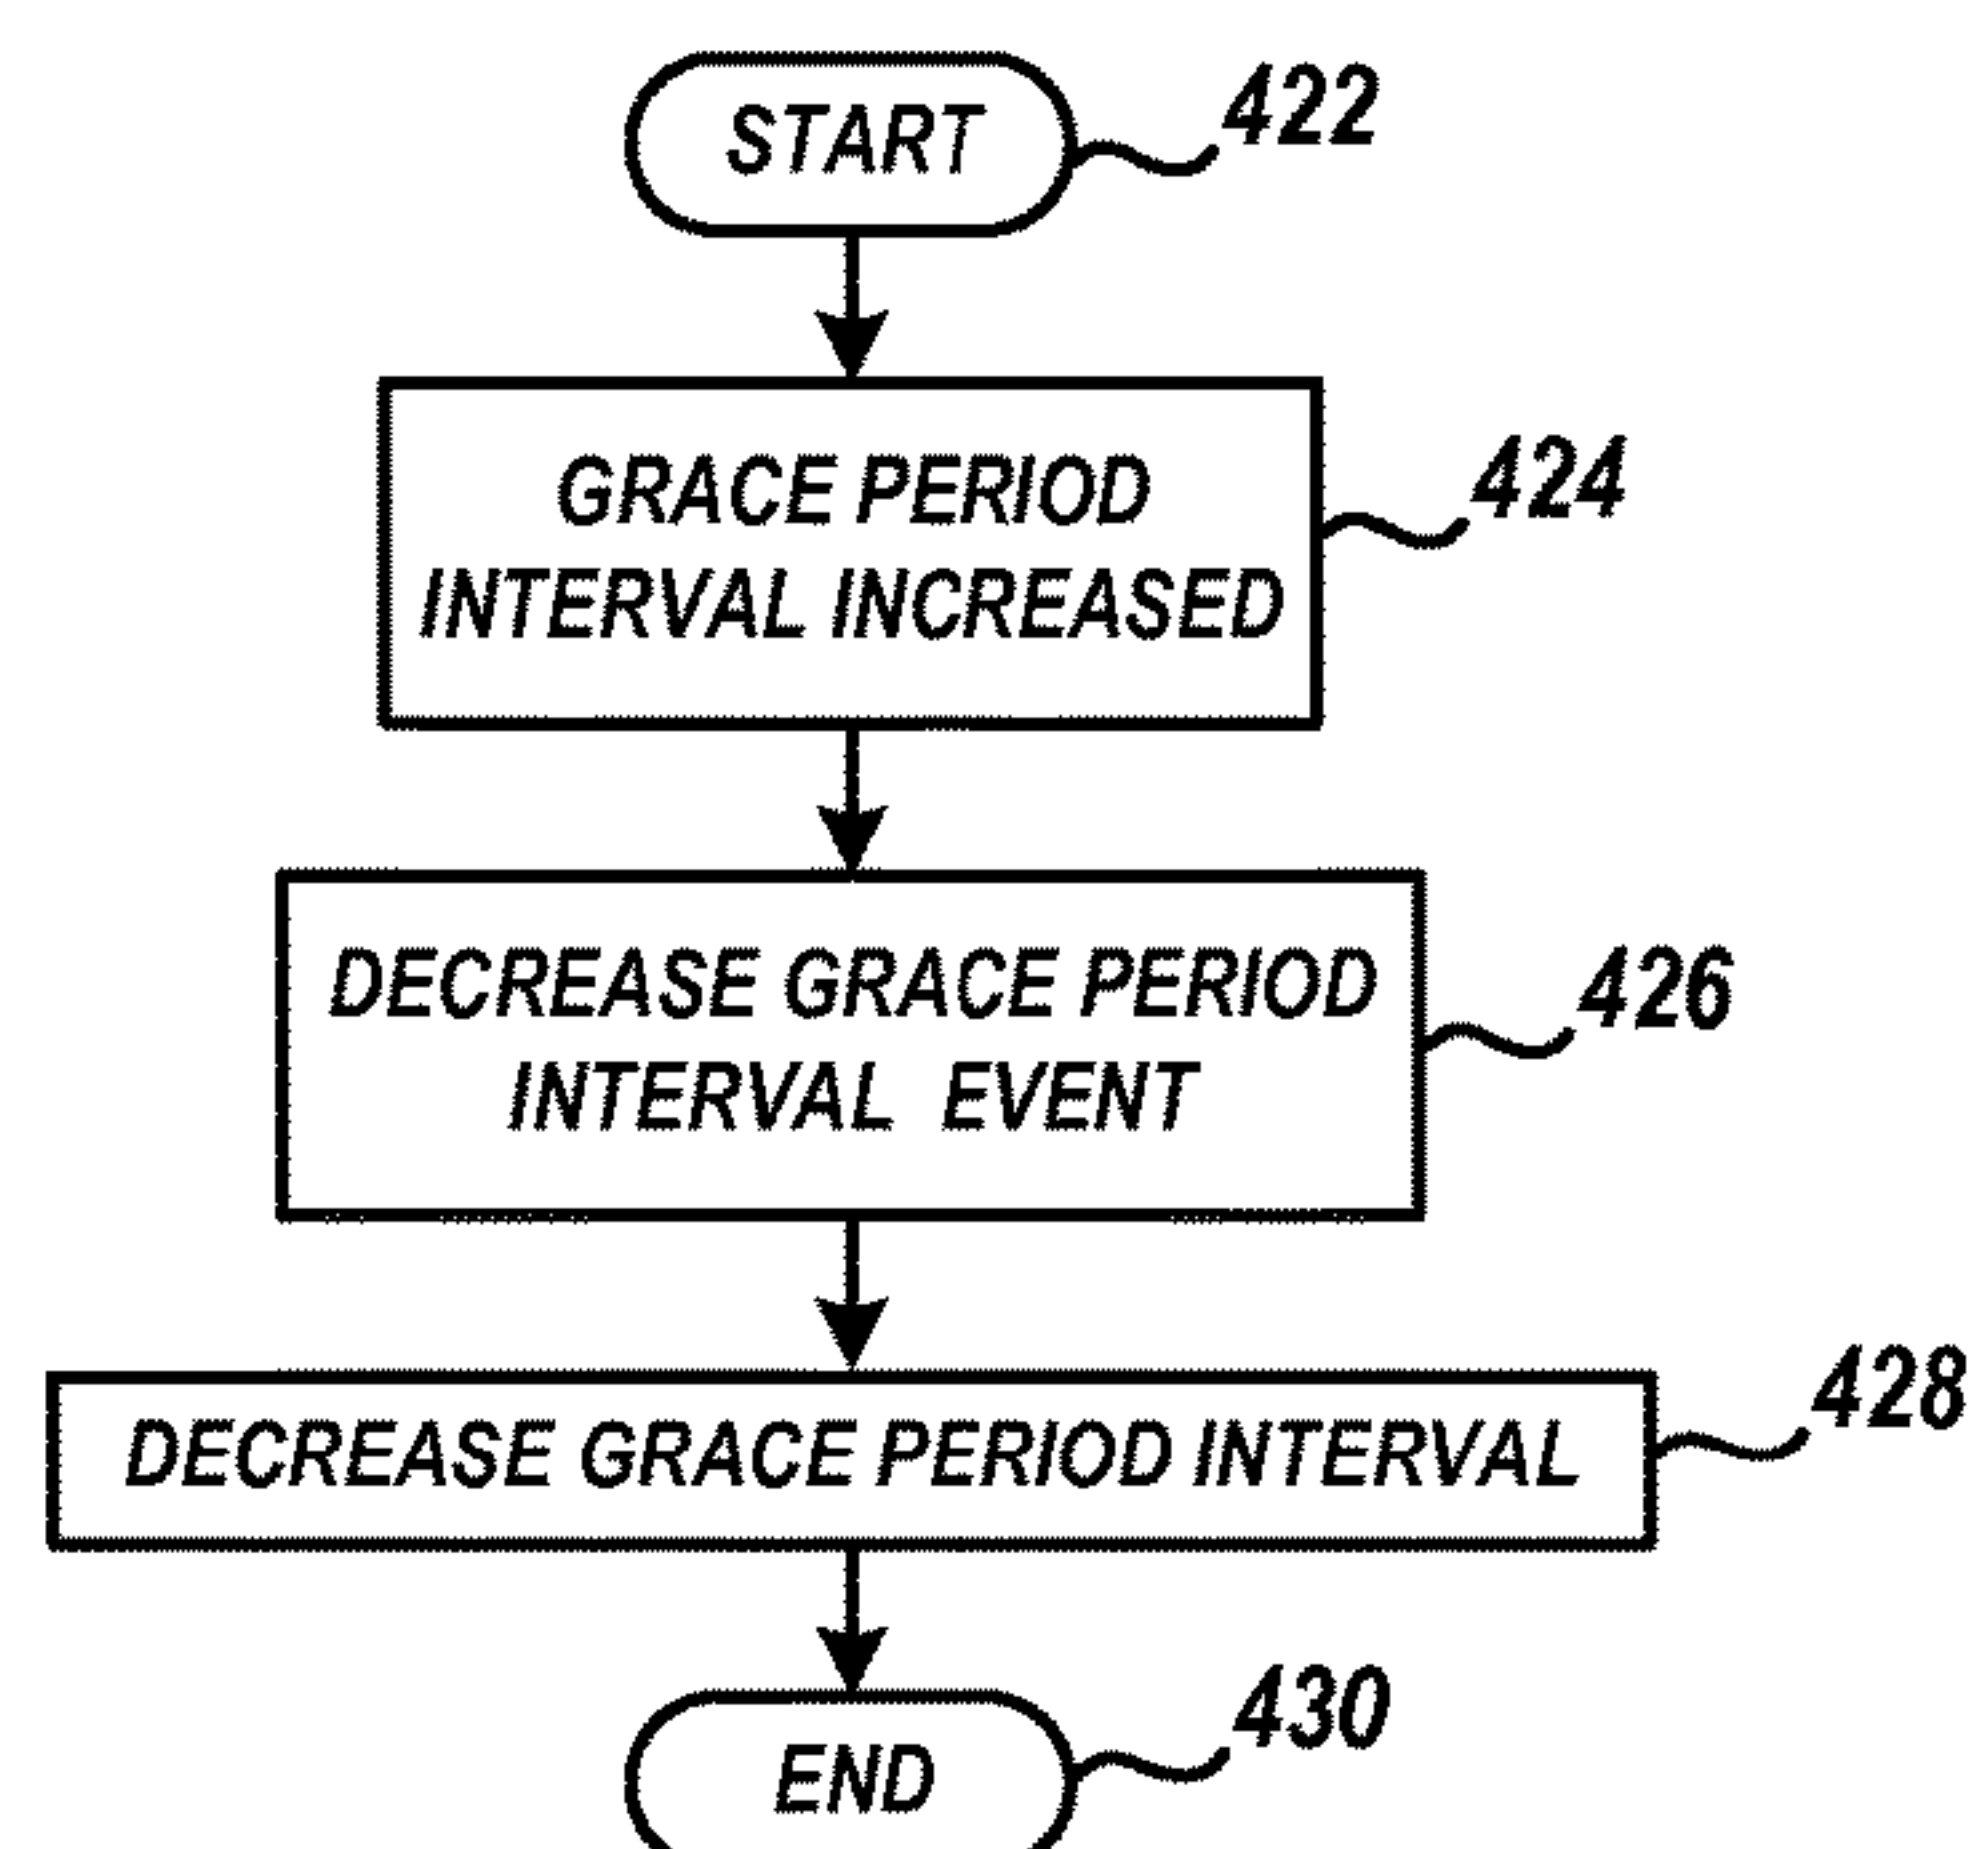 START
422
GRACE PERIOD
INTERVAL INCREASED
424
DECREASE GRACE PERIOD
INTERVAL EVENT
426
DECREASE GRACE PERIOD INTERVAL
428
END
430